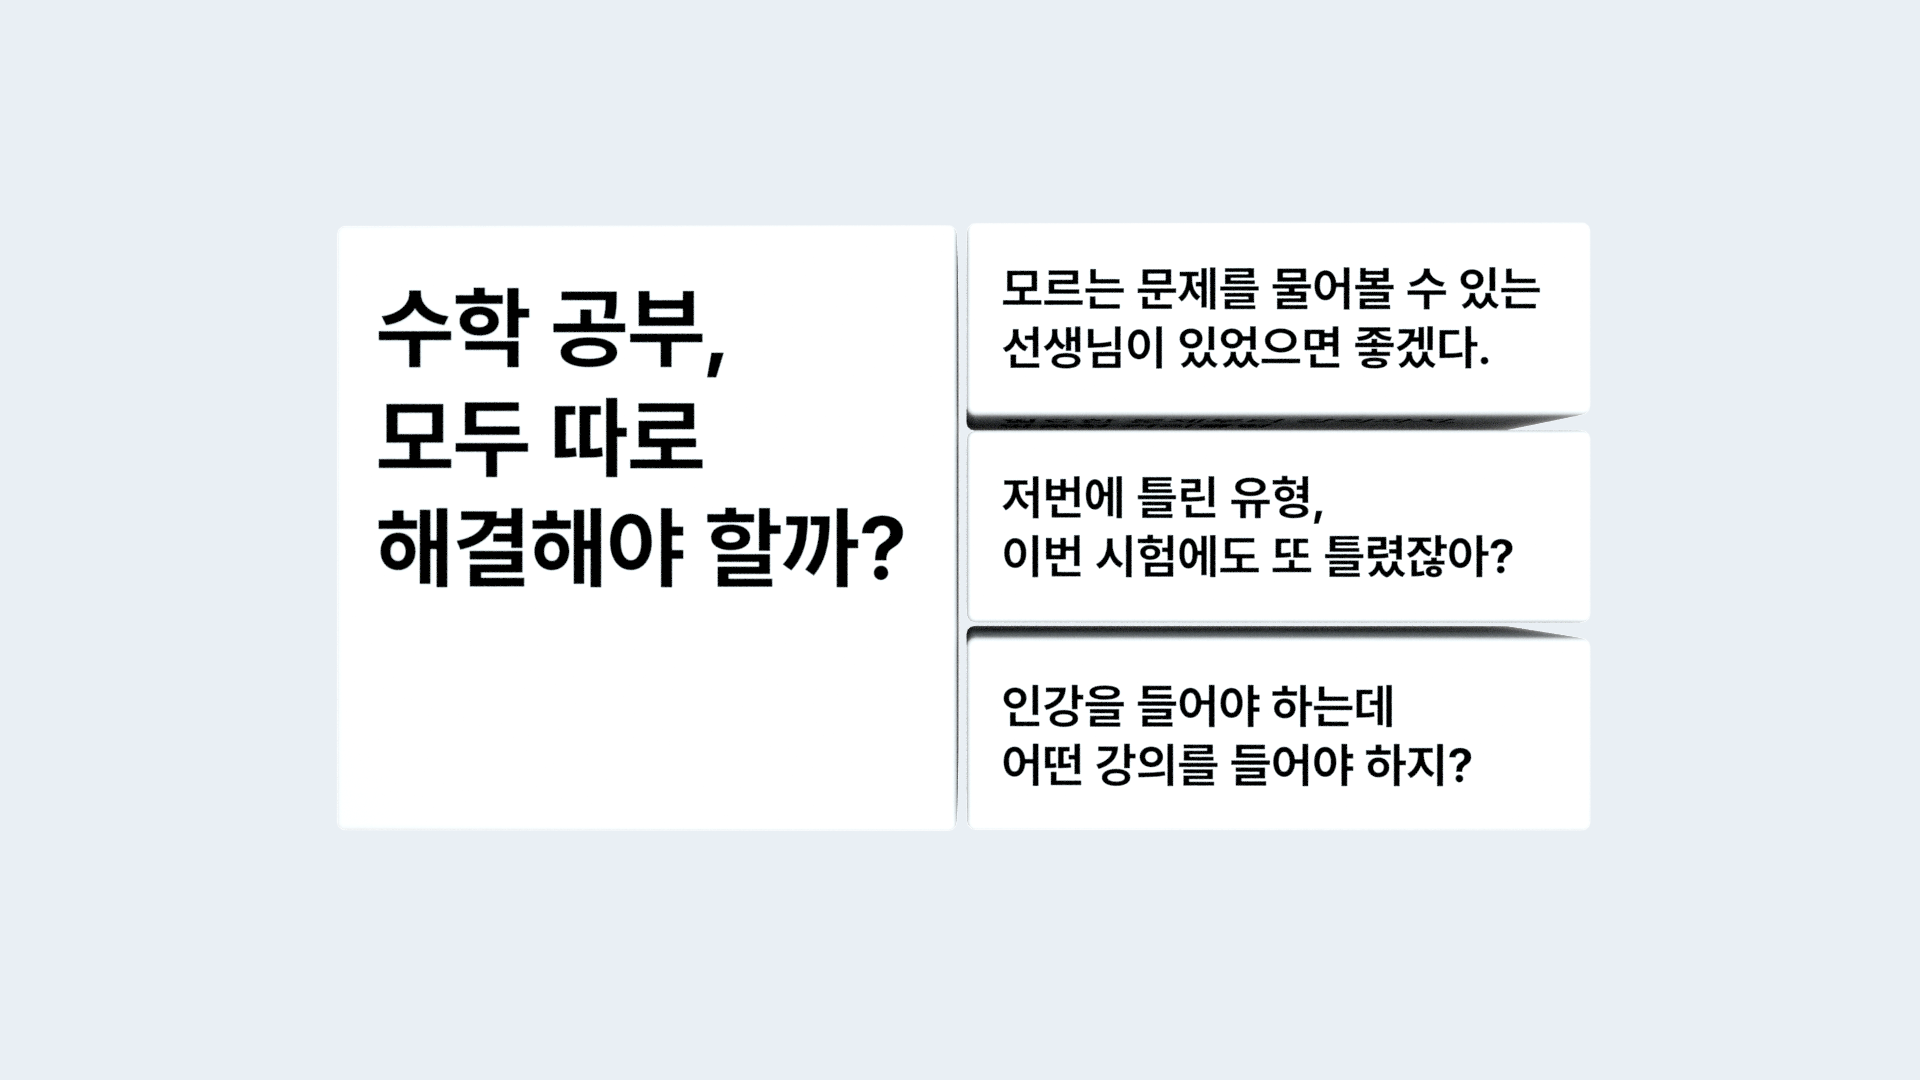 수학 공부,
모두 따로
해결해야 할까?
모르는 문제를 물어볼 수 있는
선생님이 있었으면 좋겠다.
저번에 틀린 유형,
이번 시험에도 또 틀렸잖아?
인강을 들어야 하는데
어떤 강의를 들어야 하지?